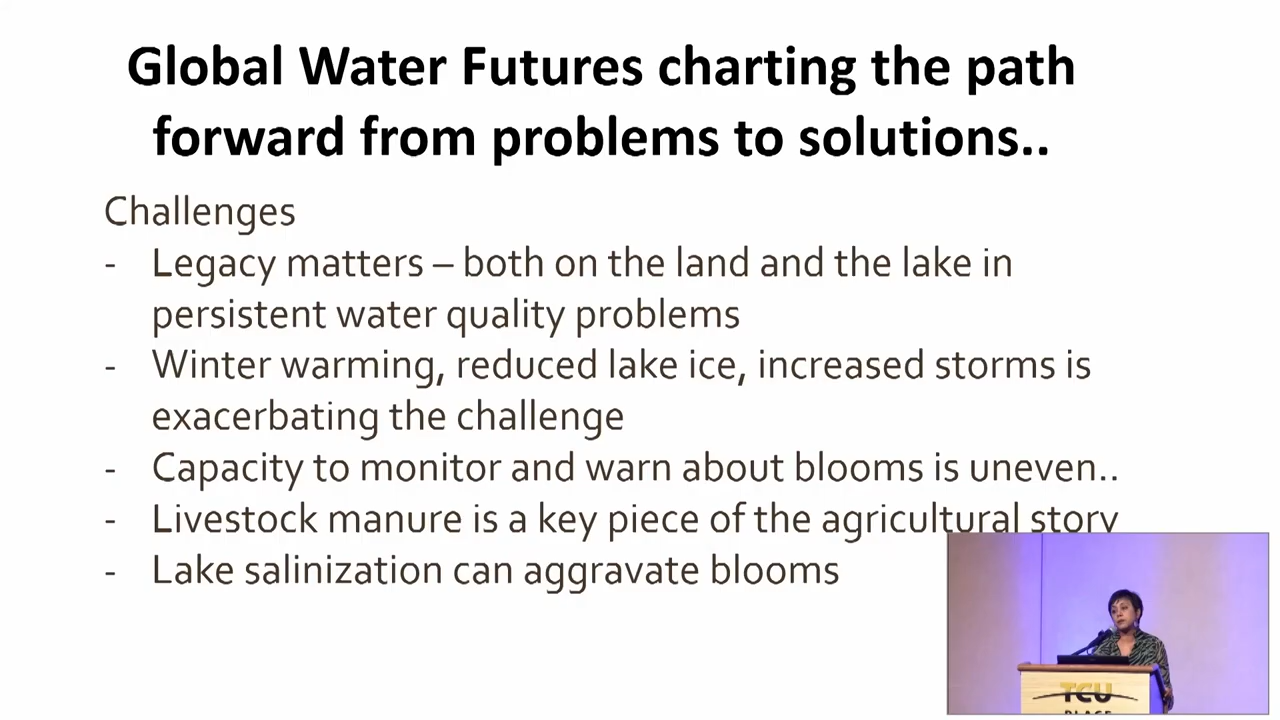 Global Water Futures charting the path
forward from problems to solutions..
Challenges
- Legacy matters – both on the land and the lake in
persistent water quality problems
- Winter warming, reduced lake ice, increased storms is
exacerbating the challenge
- Capacity to monitor and warn about blooms is uneven..
- Livestock manure is a key piece of the agricultural story
- Lake salinization can aggravate blooms
TCU
PLACE